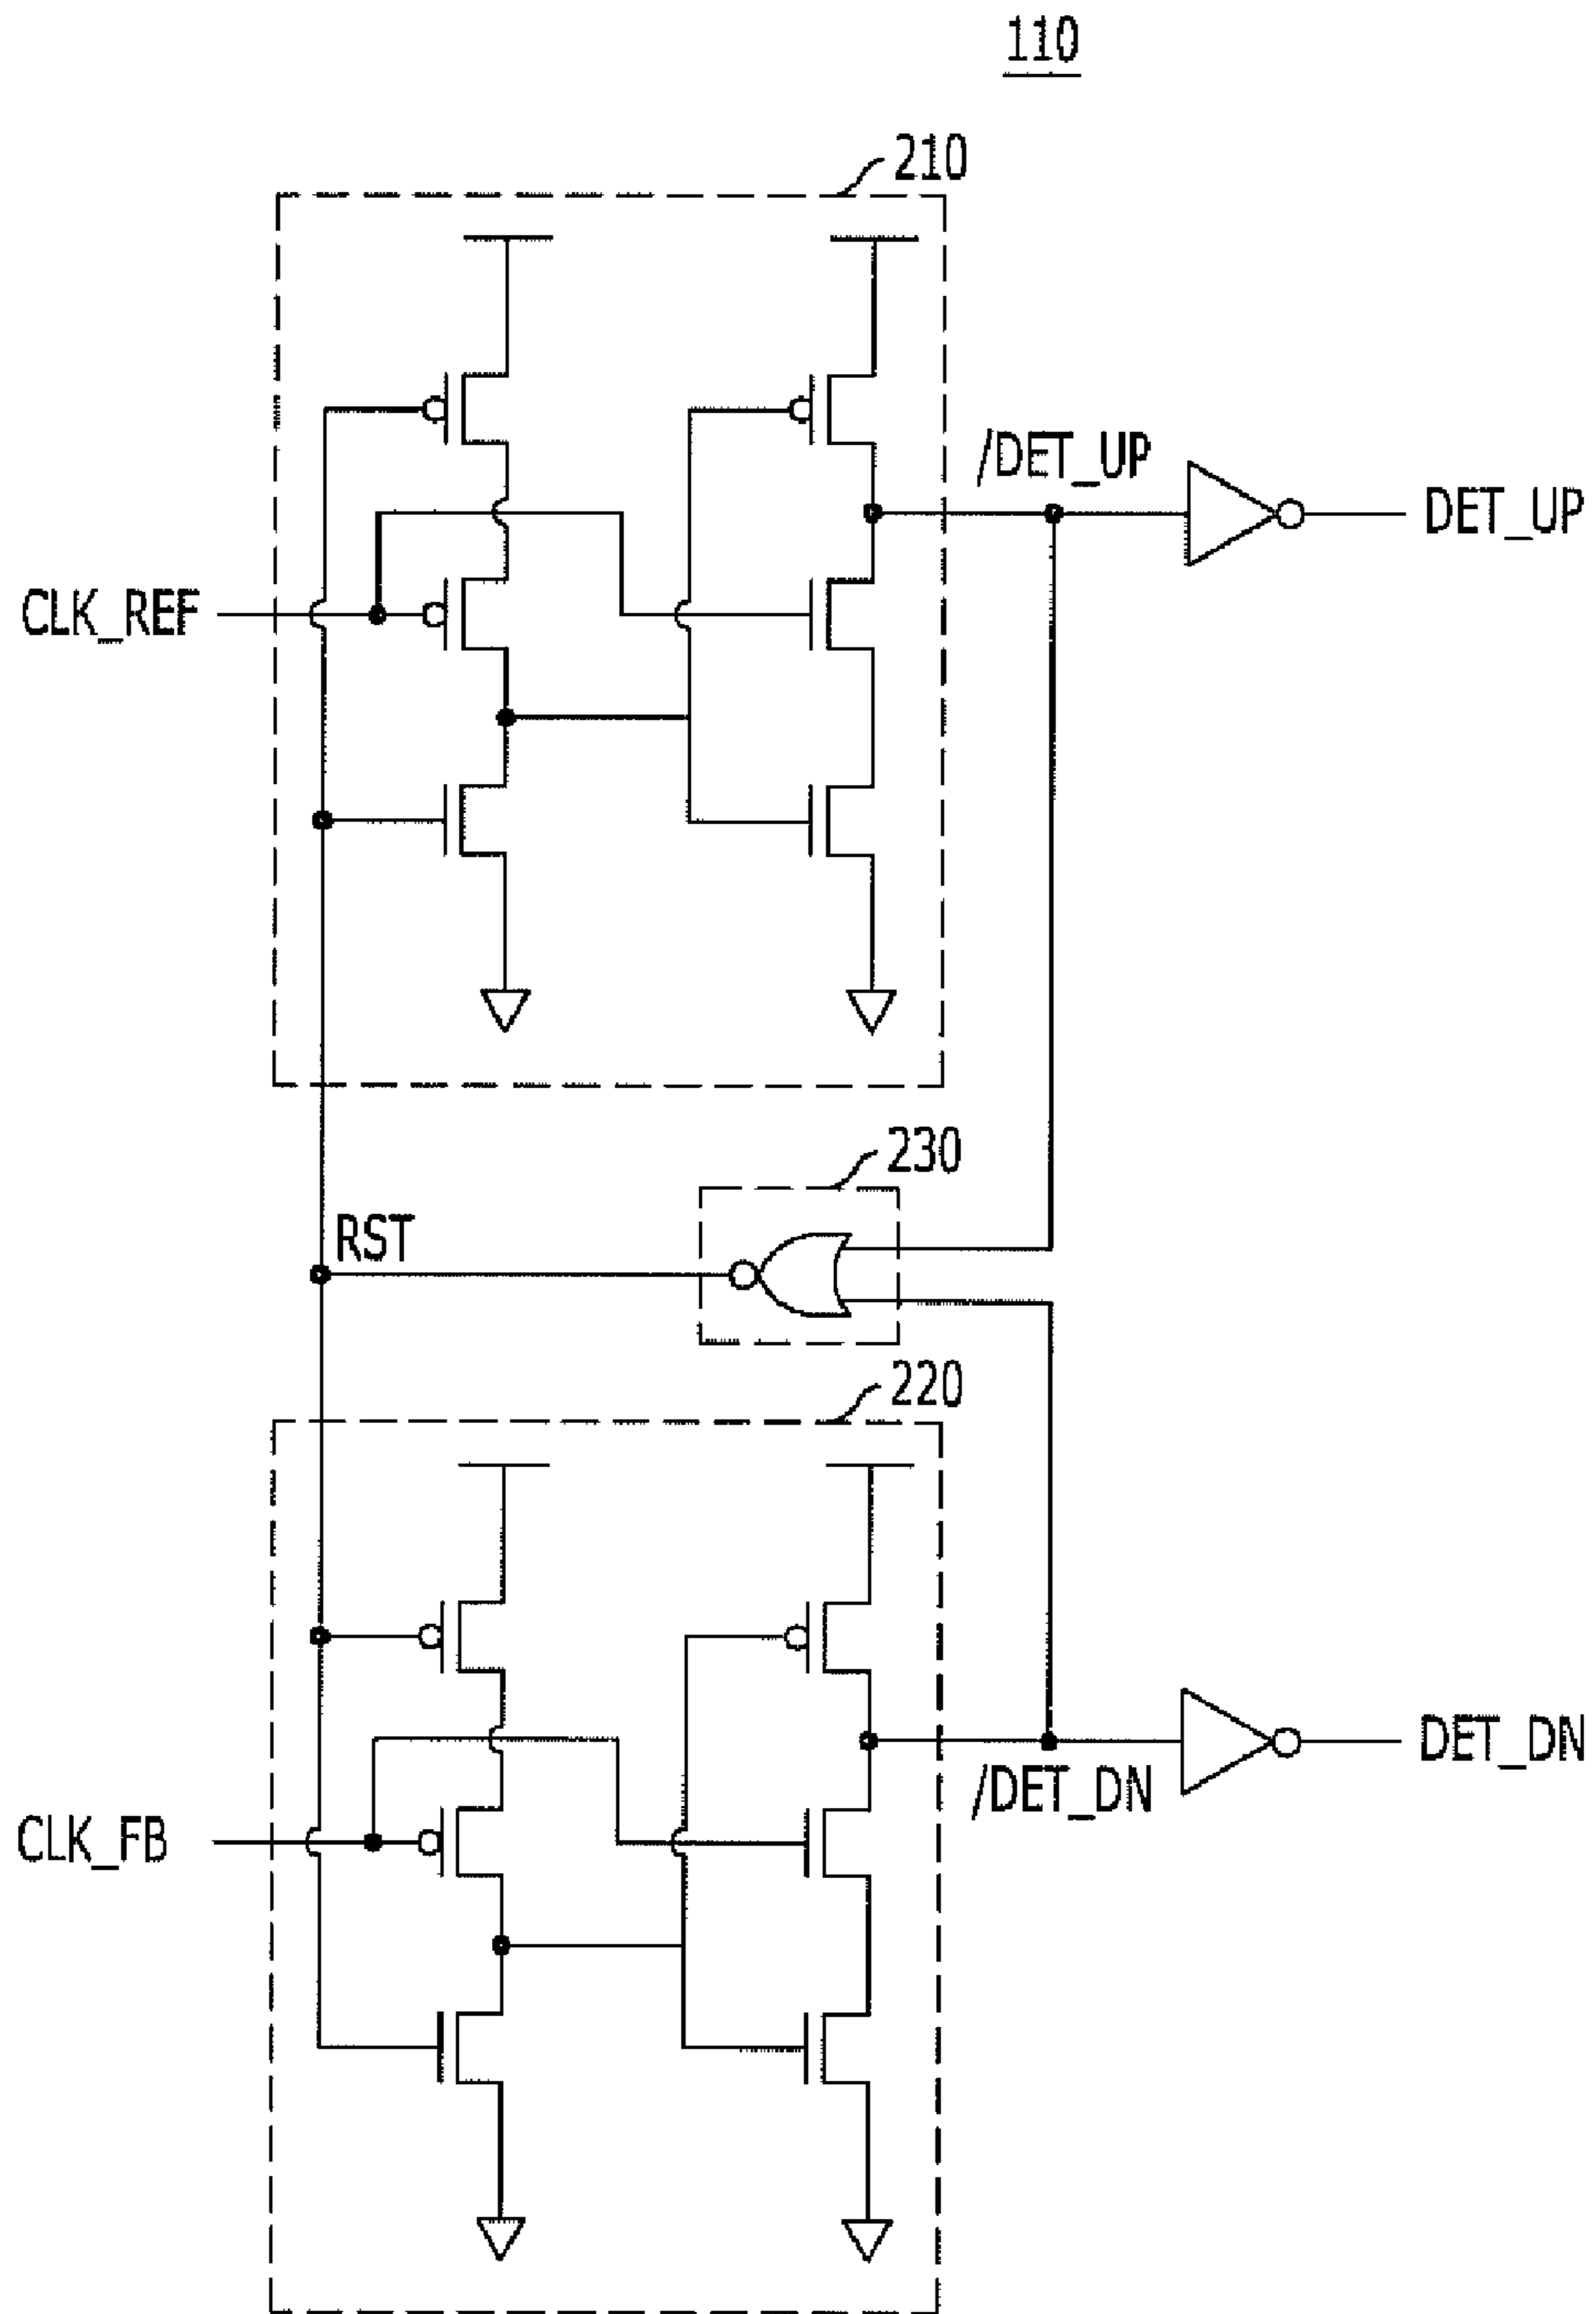 110
210
/DET_UP
DET_UP
CLK_REF
230
RST
220
DET_DN
/DET_DN
CLK_FB